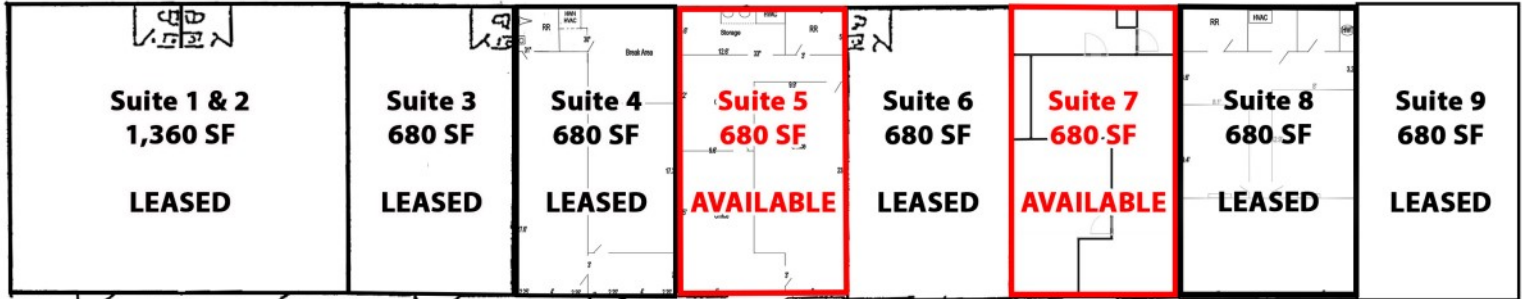 Suite 1 & 2
1,360 SF
LEASED
Suite 3
680 SF
LEASED
RR
HVAC
Break Area
Suite 4
680 SF
LEASED
HVAC
Storage
RR
12.6'
Suite 5
680 SF
AVAILABLE
Suite 6
680 SF
LEASED
Suite 7
680 SF
AVAILABLE
RR
HVAC
Suite 8
680 SF
LEASED
Suite 9
680 SF
LEASED